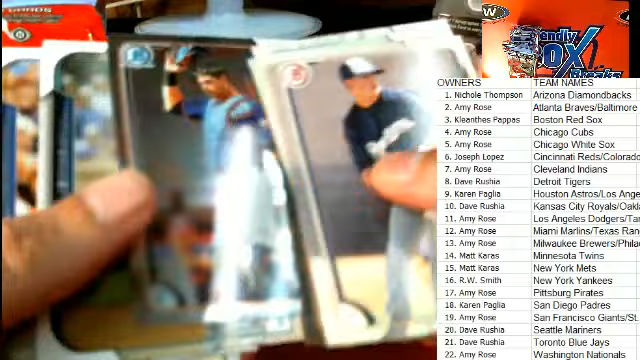 CARDS
W
endly
OX
Breaks
OWNERS TEAM NAMES
1. Nichole Thompson Arizona Diamondbacks
2. Amy Rose Atlanta Braves/Baltimore
3. Kleanthes Pappas Boston Red Sox
4. Amy Rose Chicago Cubs
5. Amy Rose Chicago White Sox
6. Joseph Lopez Cincinnati Reds/Colorado
7. Amy Rose Cleveland Indians
8. Dave Rushia Detroit Tigers
9. Karen Paglia Houston Astros/Los Angele
10. Dave Rushia Kansas City Royals/Oakl
11. Amy Rose Los Angeles Dodgers/Tam
12. Amy Rose Miami Marlins/Texas Ran
13. Amy Rose Milwaukee Brewers/Phila
14. Matt Karas Minnesota Twins
15. Matt Karas New York Mets
16. R.W. Smith New York Yankees
17. Amy Rose Pittsburg Pirates
18. Karen Paglia San Diego Padres
19. Amy Rose San Francisco Giants/St.
20. Dave Rushia Seattle Mariners
21. Dave Rushia Toronto Blue Jays
22. Amy Rose Washington Nationals